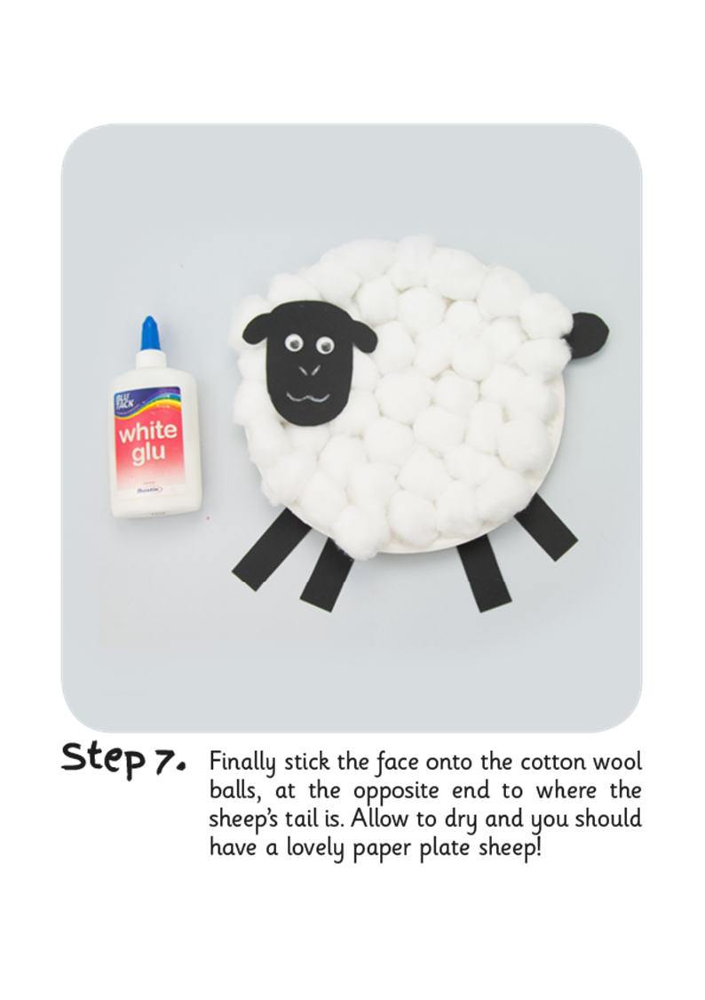 BLU
TACK
white
glu
Step 7.
Finally stick the face onto the cotton wool
balls, at the opposite end to where the
sheep's tail is. Allow to dry and you should
have a lovely paper plate sheep!